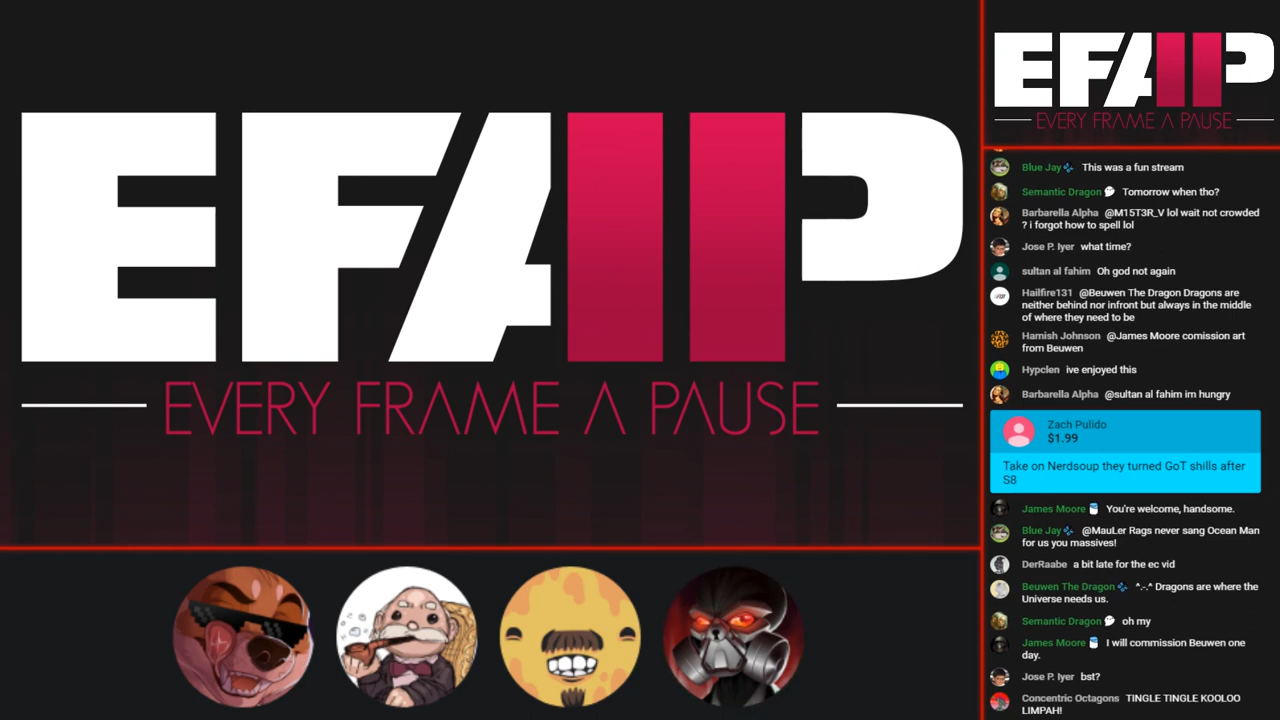 EFAP
EVERY FRAME A PAUSE
EFAP
EVERY FRAME A PAUSE
Blue Jay This was a fun stream
Semantic Dragon Tomorrow when tho?
Barbarella Alpha @M15T3R_V lol wait not crowded
? i forgot how to spell lol
Jose P. Iyer what time?
sultan al fahim Oh god not again
Hailfire131 @Beuwen The Dragon Dragons are
neither behind nor infront but always in the middle
of where they need to be
Hamish Johnson @James Moore comission art
from Beuwen
Hypclen ive enjoyed this
Barbarella Alpha @sultan al fahim im hungry
Zach Pulido
$1.99
Take on Nerdsoup they turned GoT shills after
S8
James Moore You're welcome, handsome.
Blue Jay @MauLer Rags never sang Ocean Man
for us you massives!
DerRaabe a bit late for the ec vid
Beuwen The Dragon ^.-.^ Dragons are where the
Universe needs us.
Semantic Dragon oh my
James Moore I will commission Beuwen one
day.
Jose P. Iyer bst?
Concentric Octagons TINGLE TINGLE KOOLOO
LIMPAH!